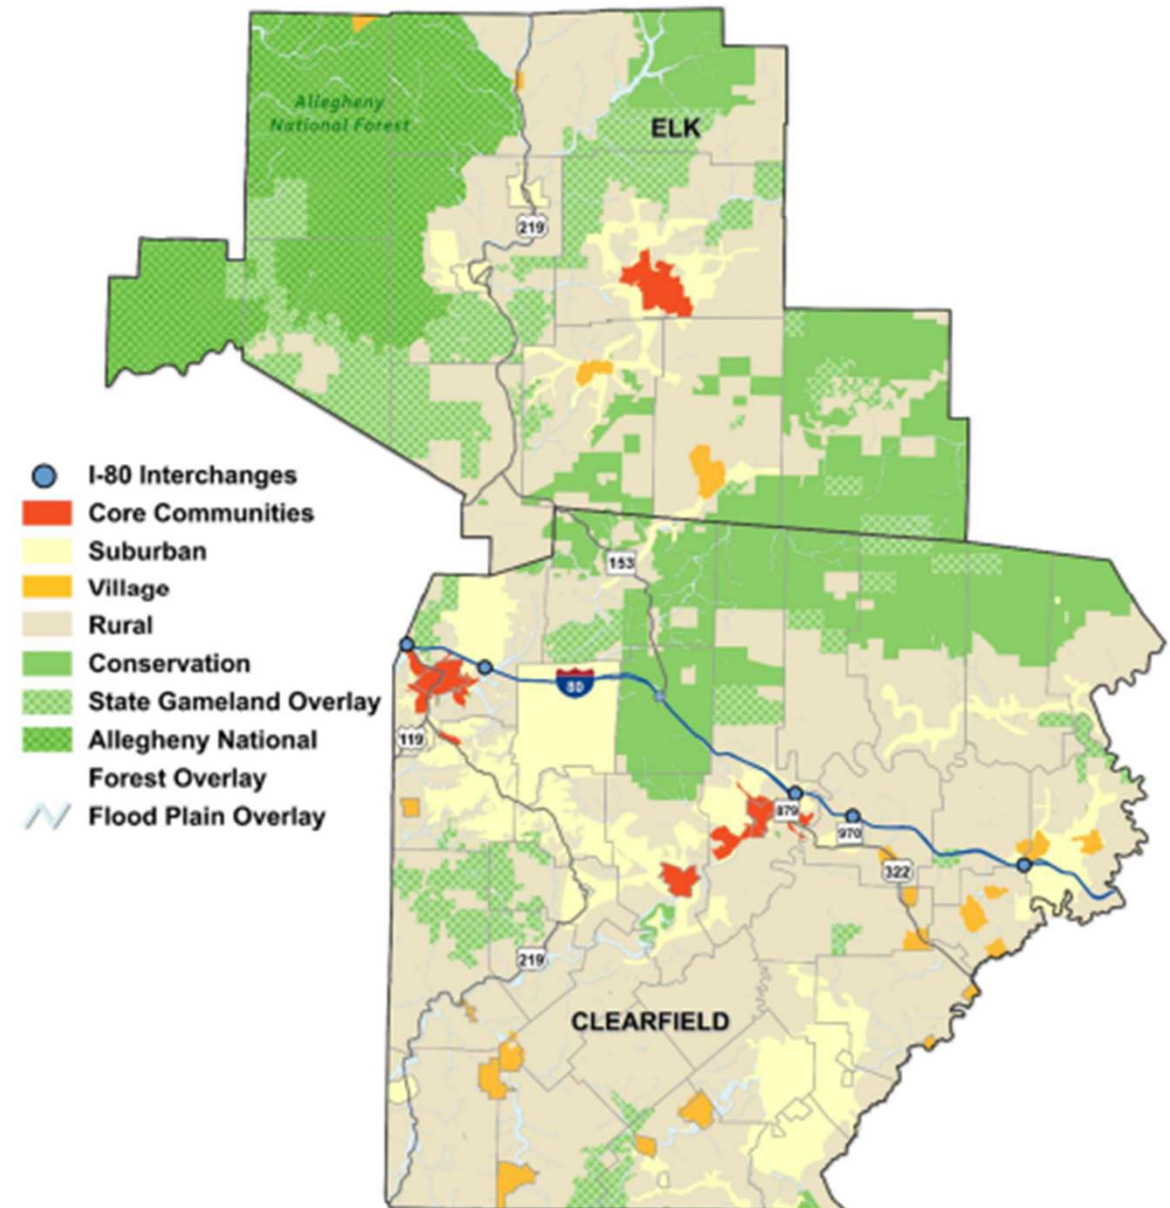 Allegheny
National Forest
ELK
219
I-80 Interchanges
Core Communities
Suburban
Village
Rural
Conservation
State Gameland Overlay
Allegheny National
Forest Overlay
Flood Plain Overlay
153
80
119
879
970
322
219
CLEARFIELD